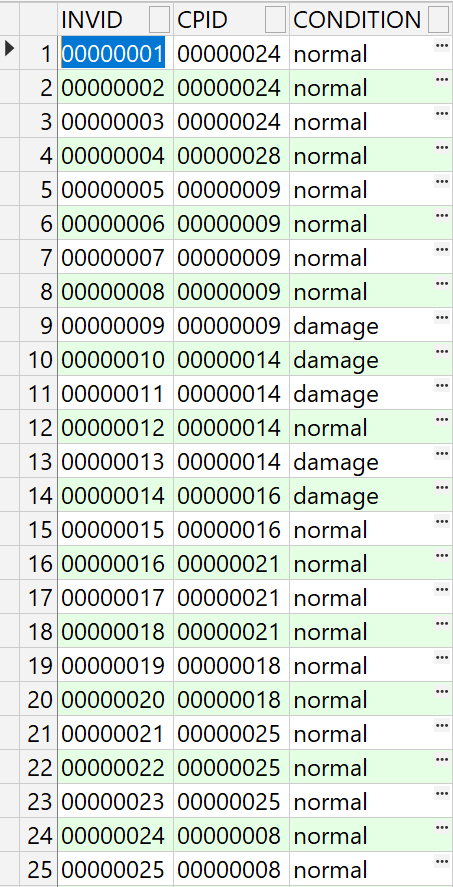 INVID CPID CONDITION
1 00000001 00000024 normal ...
2 00000002 00000024 normal ...
3 00000003 00000024 normal ...
4 00000004 00000028 normal ...
5 00000005 00000009 normal ...
6 00000006 00000009 normal ...
7 00000007 00000009 normal ...
8 00000008 00000009 normal ...
9 00000009 00000009 damage ...
10 00000010 00000014 damage ...
11 00000011 00000014 damage ...
12 00000012 00000014 normal ...
13 00000013 00000014 damage ...
14 00000014 00000016 damage ...
15 00000015 00000016 normal ...
16 00000016 00000021 normal ...
17 00000017 00000021 normal ...
18 00000018 00000021 normal ...
19 00000019 00000018 normal ...
20 00000020 00000018 normal ...
21 00000021 00000025 normal ...
22 00000022 00000025 normal ...
23 00000023 00000025 normal ...
24 00000024 00000008 normal ...
25 00000025 00000008 normal ...